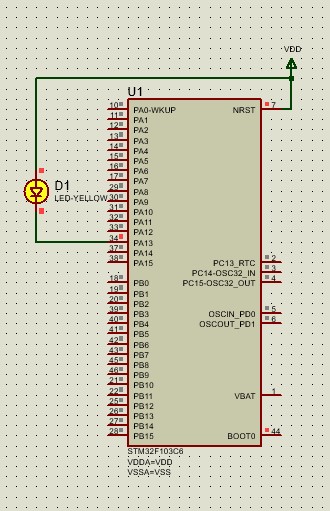 VDD
U1
10 PA0-WKUP NRST 7
11 PA1
12 PA2
13 PA3
14 PA4
15 PA5
16 PA6
17 PA7
D1
29 PA8
LED-YELLOW
30 PA9
31 PA10
32 PA11
33 PA12
34 PA13
37 PA14
38 PA15 PC13_RTC 2
PC14-OSC32_IN 3
18 PB0 PC15-OSC32_OUT 4
19 PB1
20 PB2
39 PB3 OSCIN_PD0 5
40 PB4 OSCOUT_PD1 6
41 PB5
42 PB6
43 PB7
45 PB8
46 PB9
21 PB10
22 PB11 VBAT 1
25 PB12
26 PB13
27 PB14
28 PB15 BOOT0 44
STM32F103C6
VDDA=VDD
VSSA=VSS